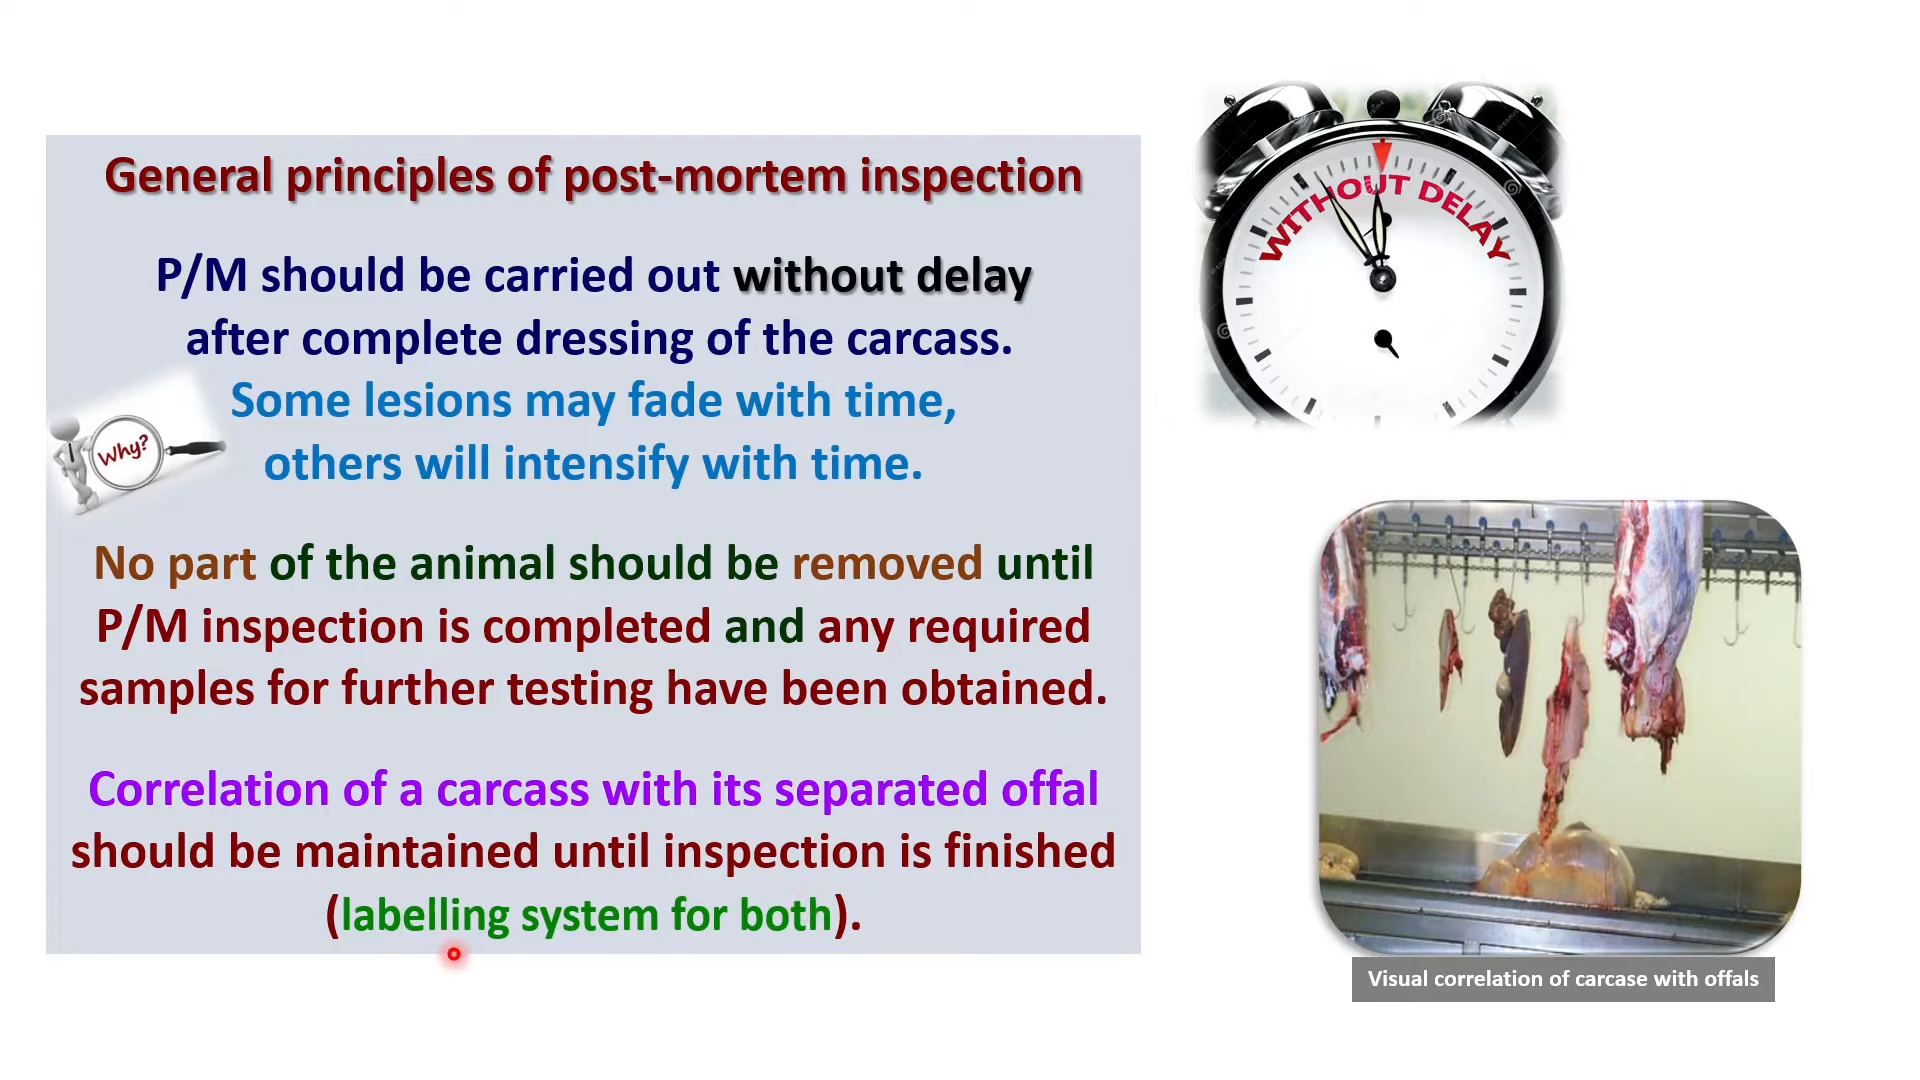 General principles of post-mortem inspection
P/M should be carried out without delay
after complete dressing of the carcass.
Some lesions may fade with time,
others will intensify with time.
Why?
No part of the animal should be removed until
P/M inspection is completed and any required
samples for further testing have been obtained.
Correlation of a carcass with its separated offal
should be maintained until inspection is finished
(labelling system for both).
WITHOUT DELAY
Visual correlation of carcase with offals